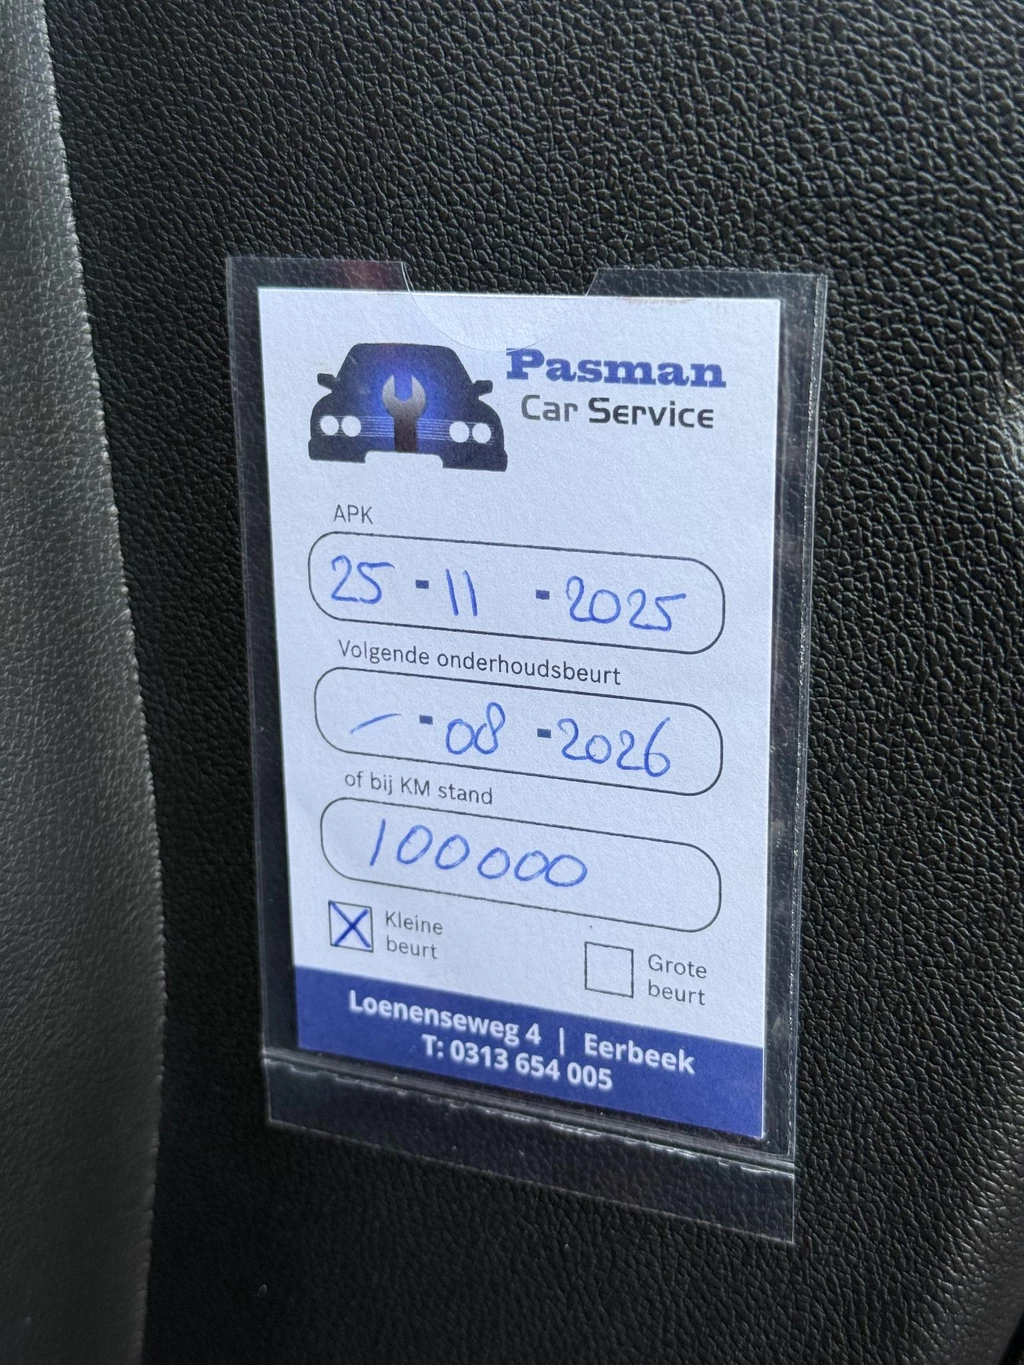 Pasman
Car Service
APK
25 - 11 - 2025
Volgende onderhoudsbeurt
— - 08 - 2026
of bij KM stand
100000
Kleine
beurt
Grote
beurt
Loenenseweg 4 | Eerbeek
T: 0313 654 005